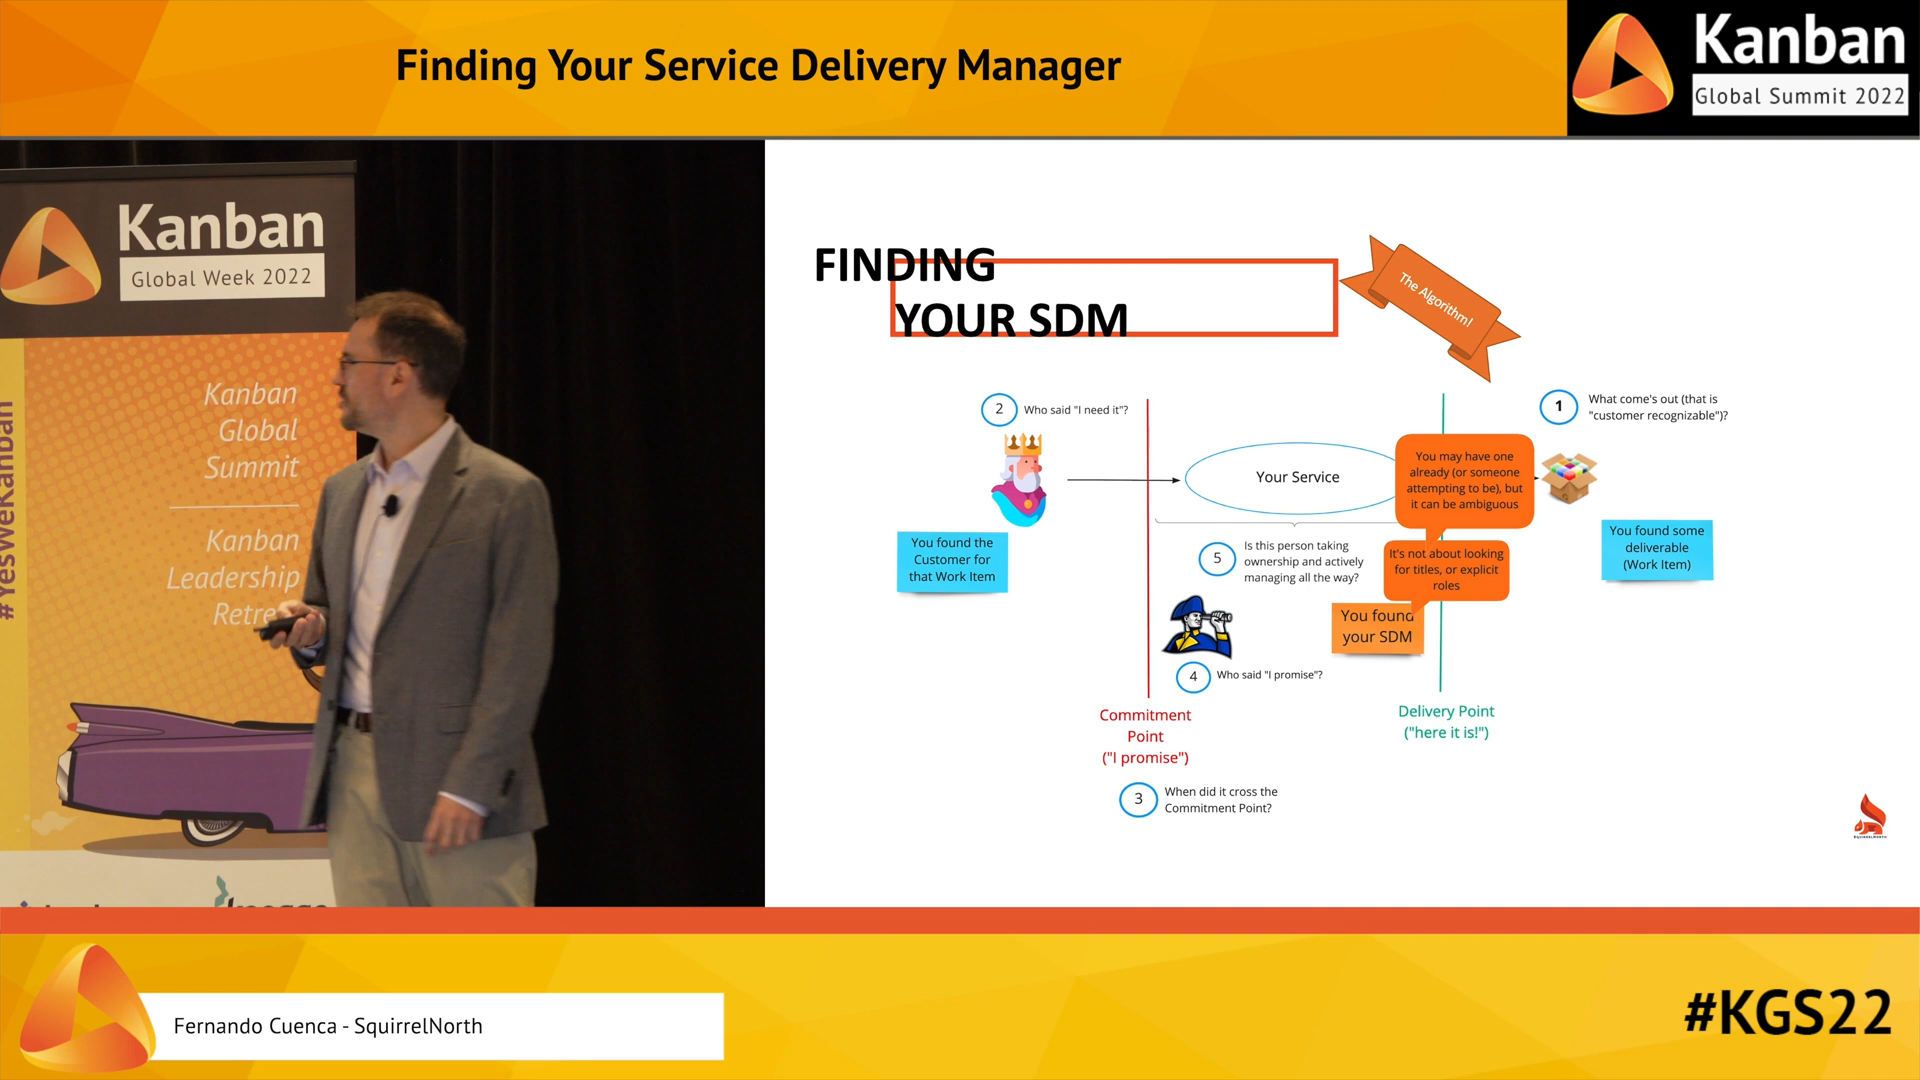 Finding Your Service Delivery Manager
Kanban
Global Summit 2022
Kanban
Global Week 2022
Kanban
Global
Summit
Kanban
Leadership
#YesWeKanban
FINDING
YOUR SDM
The Algorithm!
2
Who said "I need it"?
1
What come's out (that is
"customer recognizable")?
Your Service
You may have one
already (or someone
attempting to be), but
it can be ambiguous
You found the
Customer for
that Work Item
5
Is this person taking
ownership and actively
managing all the way?
It's not about looking
for titles, or explicit
roles
You found some
deliverable
(Work Item)
You found
your SDM
4
Who said "I promise"?
Commitment
Point
("I promise")
Delivery Point
("here it is!")
3
When did it cross the
Commitment Point?
SQUIRRELNORTH
Fernando Cuenca - SquirrelNorth
#KGS22